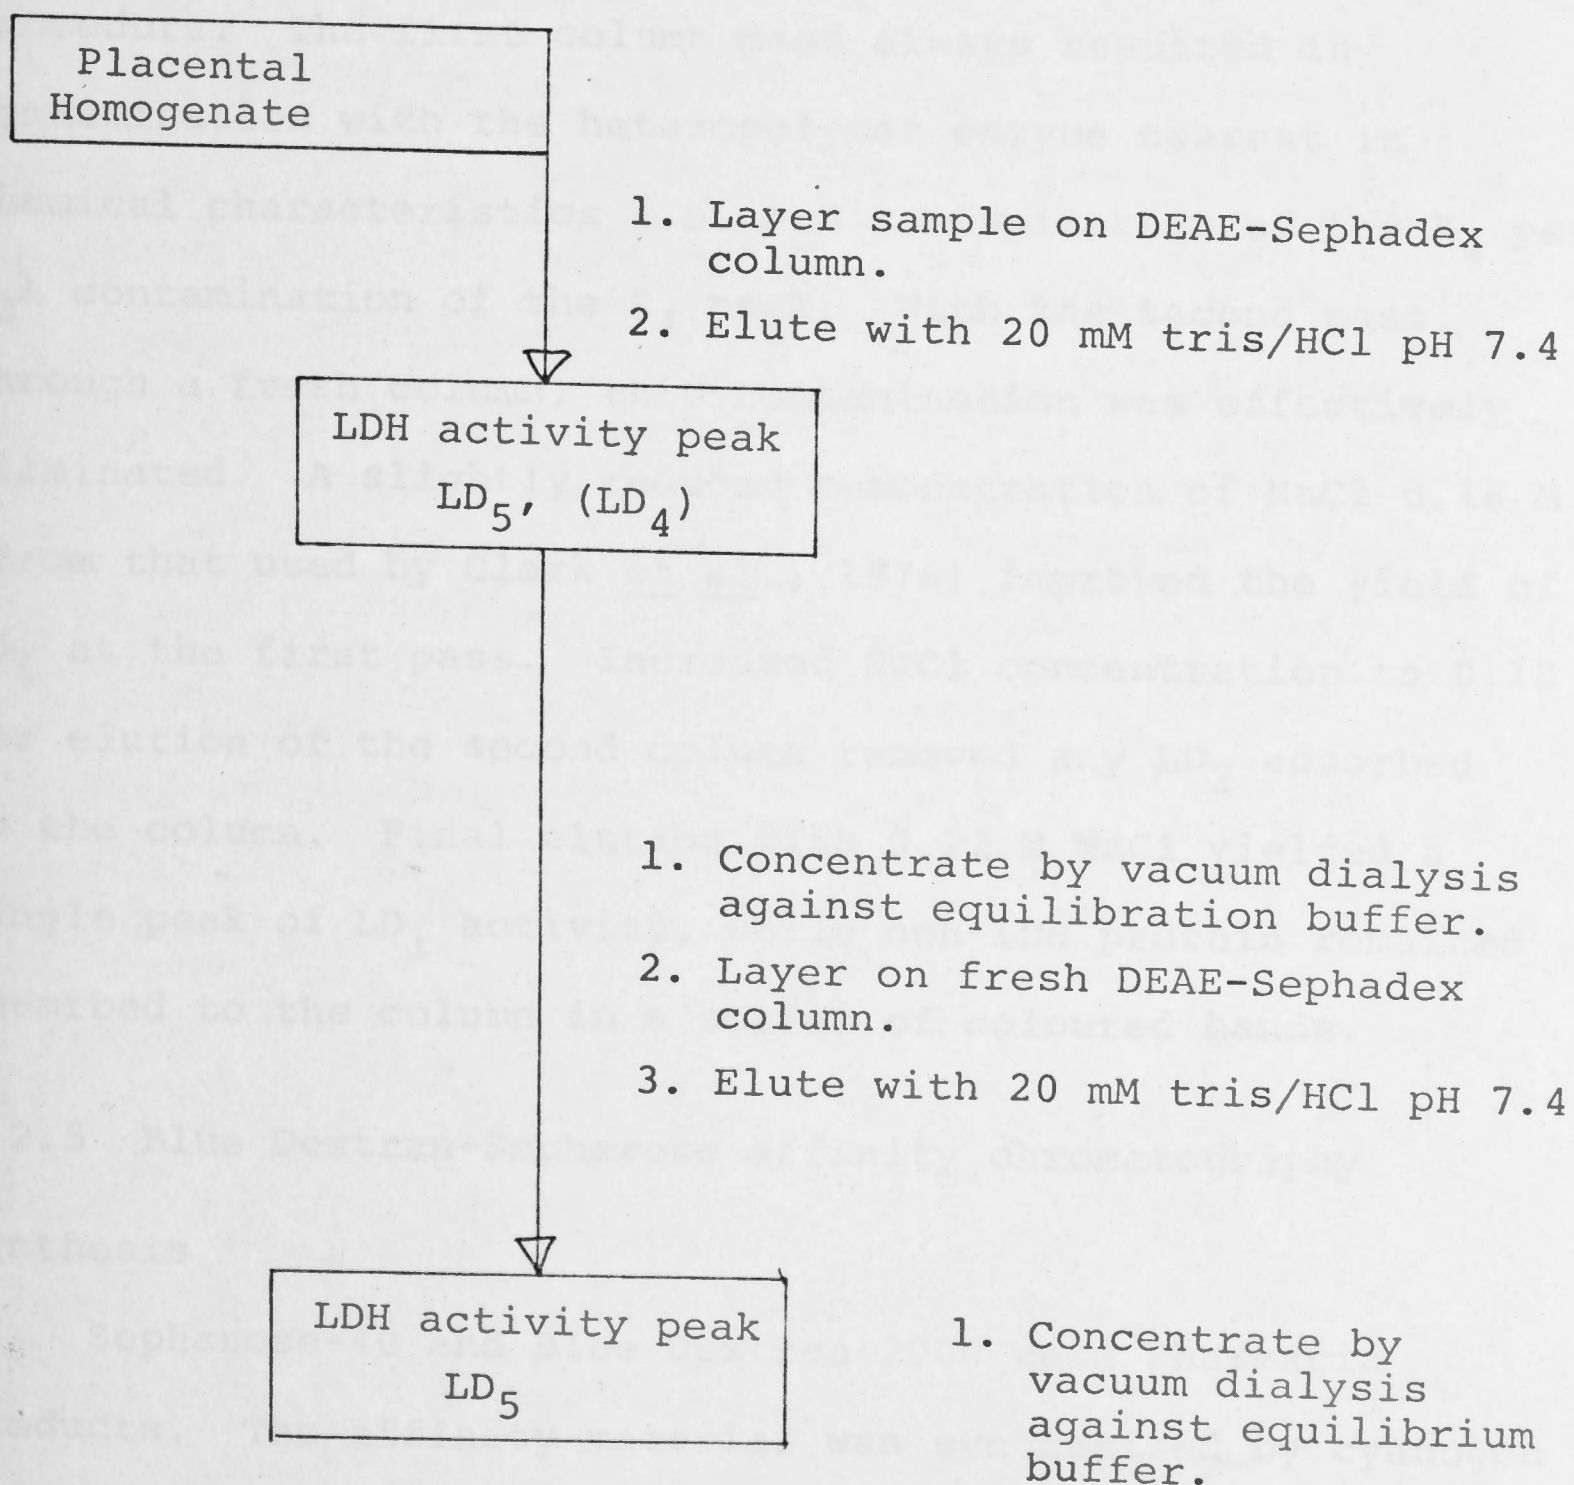 Placental
Homogenate
1. Layer sample on DEAE-Sephadex
column.
2. Elute with 20 mM tris/HCl pH 7.4
LDH activity peak
LD5, (LD4)
1. Concentrate by vacuum dialysis
against equilibration buffer.
2. Layer on fresh DEAE-Sephadex
column.
3. Elute with 20 mM tris/HCl pH 7.4
LDH activity peak
LD5
1. Concentrate by
vacuum dialysis
against equilibrium
buffer.